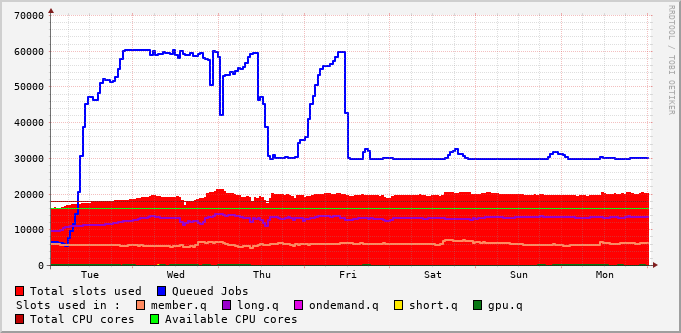 70000
60000
50000
40000
30000
20000
10000
0
Tue Wed Thu Fri Sat Sun Mon
Total slots used Queued Jobs
Slots used in : member.q long.q ondemand.q short.q gpu.q
Total CPU cores Available CPU cores
RRDTOOL / TOBI OETIKER